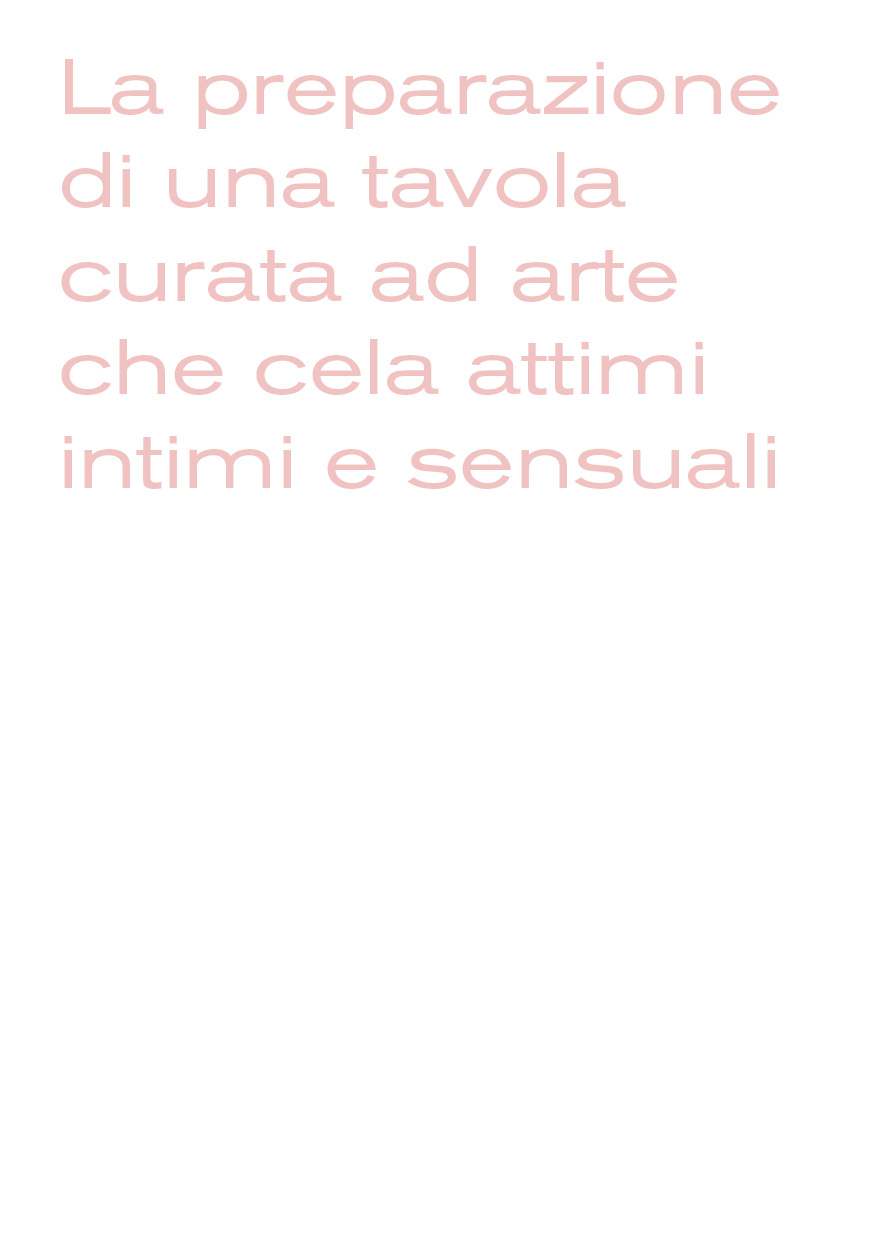 La preparazione
di una tavola
curata ad arte
che cela attimi
intimi e sensuali